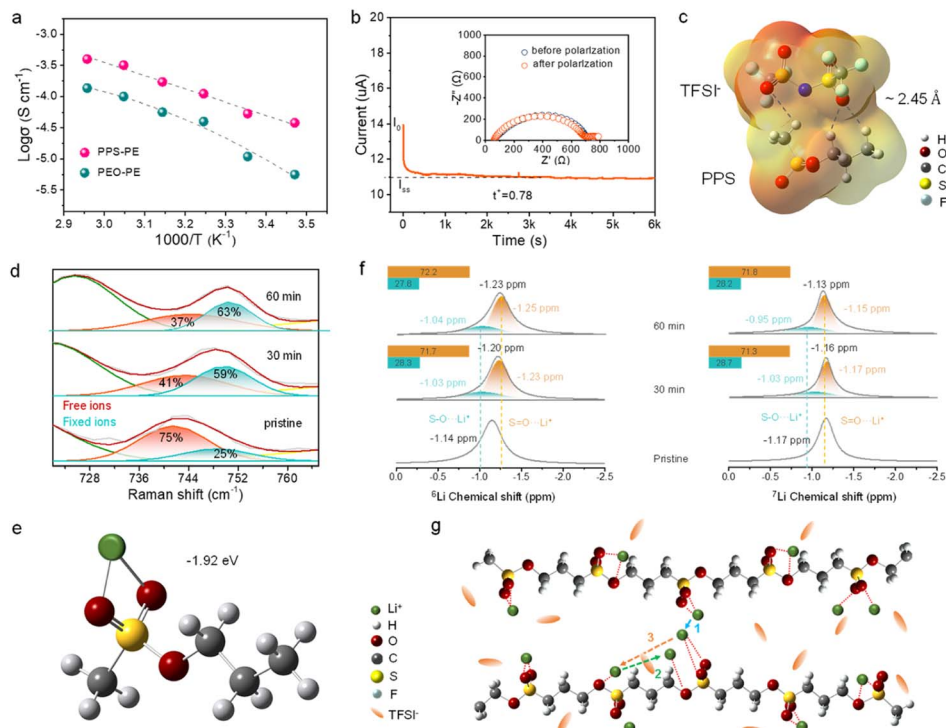 a
Logσ (S cm⁻¹)
-3.0
-3.5
-4.0
-4.5
-5.0
-5.5
PPS-PE
PEO-PE
2.9 3.0 3.1 3.2 3.3 3.4 3.5
1000/T (K⁻¹)
b
Current (uA)
20
18
16
14
12
10
I₀
Iss
t⁺=0.78
0 1k 2k 3k 4k 5k 6k
Time (s)
-Z'' (Ω)
1000
800
600
400
200
0
before polarization
after polarization
0 200 400 600 800 1000
Z' (Ω)
c
TFSI⁻
~ 2.45 Å
PPS
H
O
C
S
F
d
60 min
63%
37%
30 min
41%
59%
Free ions
Fixed ions
pristine
75%
25%
728 736 744 752 760
Raman shift (cm⁻¹)
f
72.2
27.8
-1.23 ppm
-1.25 ppm
-1.04 ppm
71.7
28.3
-1.20 ppm
-1.23 ppm
-1.03 ppm
S-O···Li⁺
S=O···Li⁺
-1.14 ppm
0.0 -0.5 -1.0 -1.5 -2.0 -2.5
⁶Li Chemical shift (ppm)
71.8
28.2
-1.13 ppm
-1.15 ppm
-0.95 ppm
60 min
71.3
28.7
-1.16 ppm
-1.17 ppm
-1.03 ppm
30 min
S-O···Li⁺
S=O···Li⁺
-1.17 ppm
Pristine
0.0 -0.5 -1.0 -1.5 -2.0 -2.5
⁷Li Chemical shift (ppm)
e
-1.92 eV
Li⁺
H
O
C
S
F
TFSI⁻
g
1
3
2